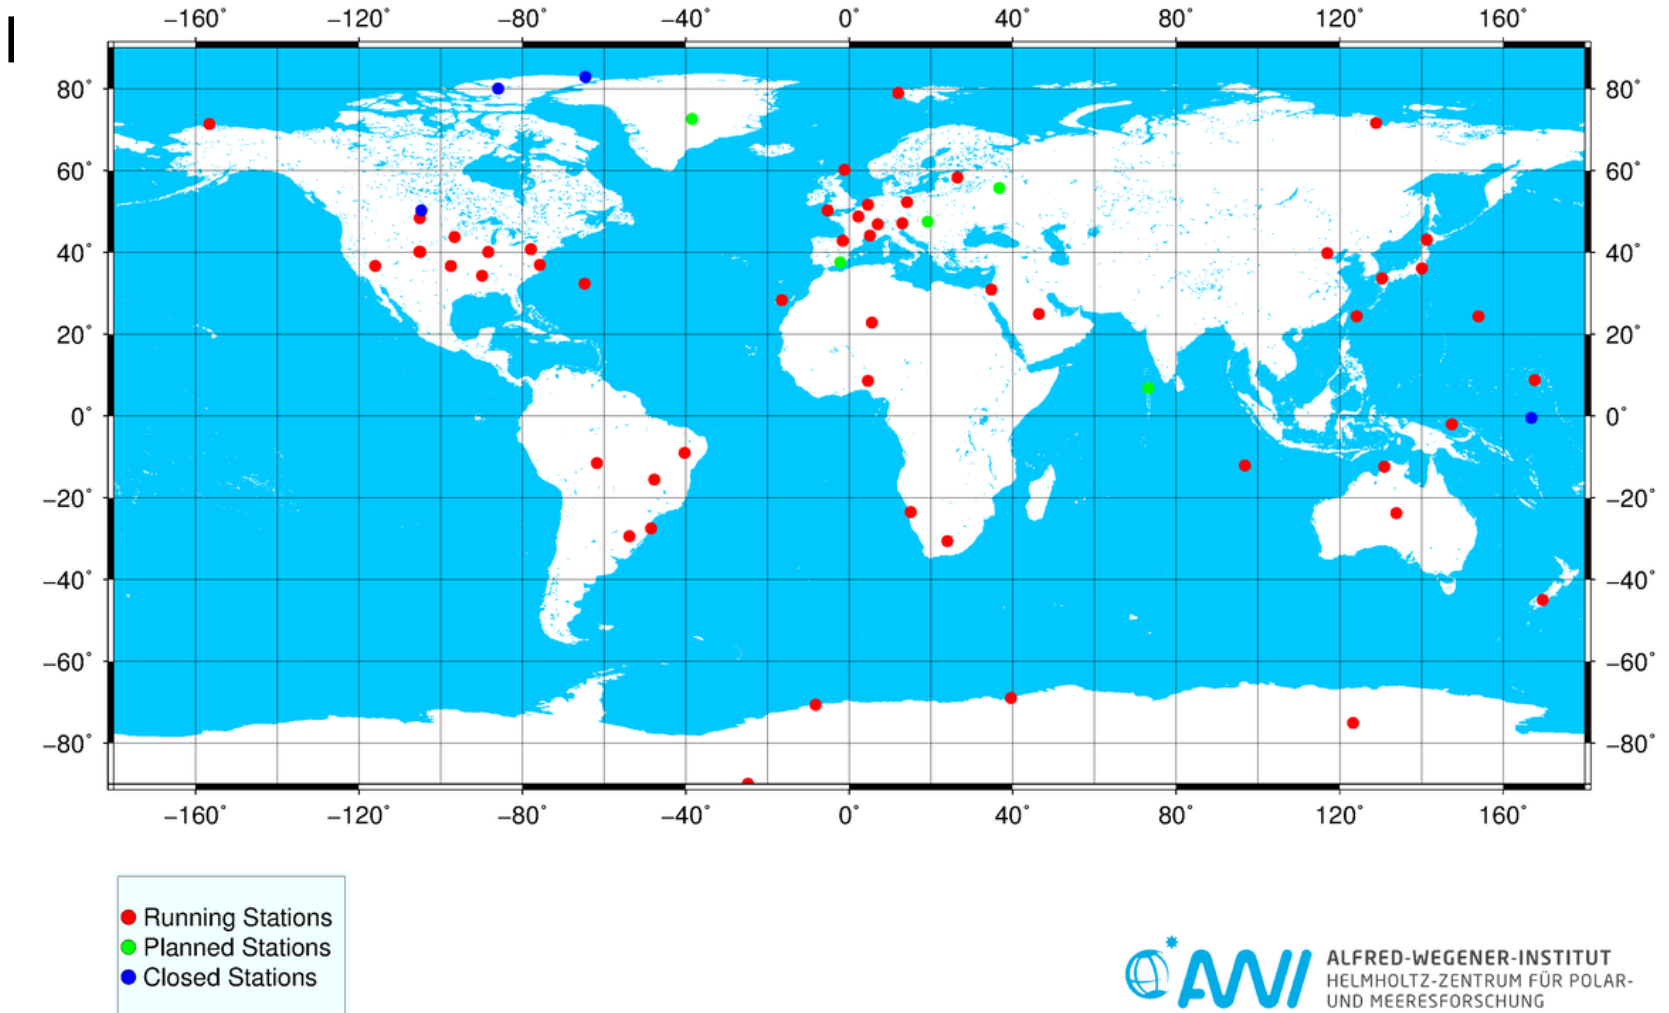 −160˚ −120˚ −80˚ −40˚ 0˚ 40˚ 80˚ 120˚ 160˚
80˚ 80˚
60˚ 60˚
40˚ 40˚
20˚ 20˚
0˚ 0˚
−20˚ −20˚
−40˚ −40˚
−60˚ −60˚
−80˚ −80˚
−160˚ −120˚ −80˚ −40˚ 0˚ 40˚ 80˚ 120˚ 160˚
Running Stations
Planned Stations
Closed Stations
AWI
ALFRED-WEGENER-INSTITUT
HELMHOLTZ-ZENTRUM FÜR POLAR-
UND MEERESFORSCHUNG